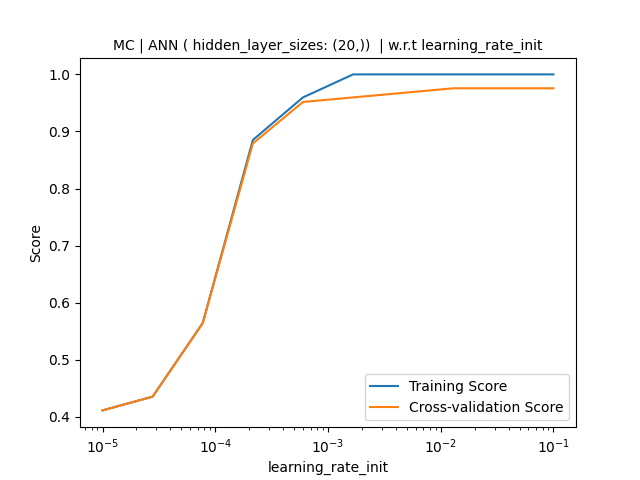 MC | ANN ( hidden_layer_sizes: (20,))  | w.r.t learning_rate_init
1.0
0.9
0.8
0.7
0.6
0.5
0.4
Score
Training Score
Cross-validation Score
10⁻⁵ 10⁻⁴ 10⁻³ 10⁻² 10⁻¹
learning_rate_init